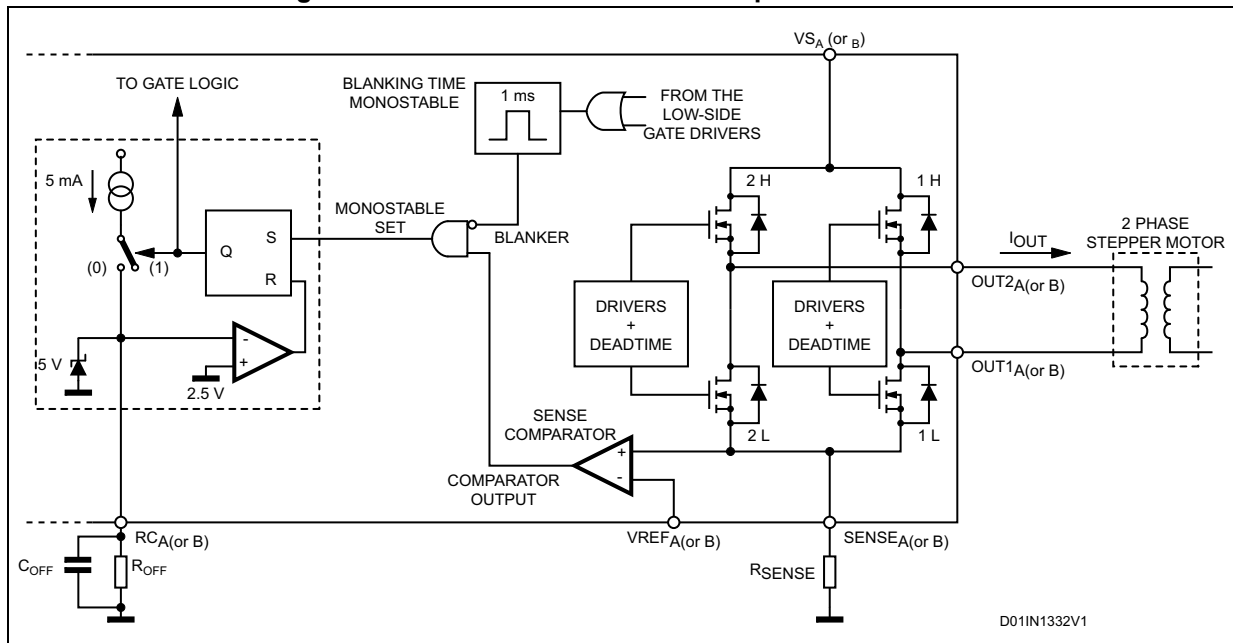 VSA (or B)
TO GATE LOGIC
BLANKING TIME
MONOSTABLE
1 ms
FROM THE
LOW-SIDE
GATE DRIVERS
5 mA
2 H
1 H
MONOSTABLE
SET
BLANKER
2 PHASE
STEPPER MOTOR
IOUT
Q
S
R
(0)
(1)
OUT2A(or B)
DRIVERS
+
DEADTIME
DRIVERS
+
DEADTIME
OUT1A(or B)
5 V
-
+
2.5 V
SENSE
COMPARATOR
2 L
1 L
+
-
COMPARATOR
OUTPUT
RCA(or B)
VREFA(or B)
SENSEA(or B)
COFF
ROFF
RSENSE
D01IN1332V1